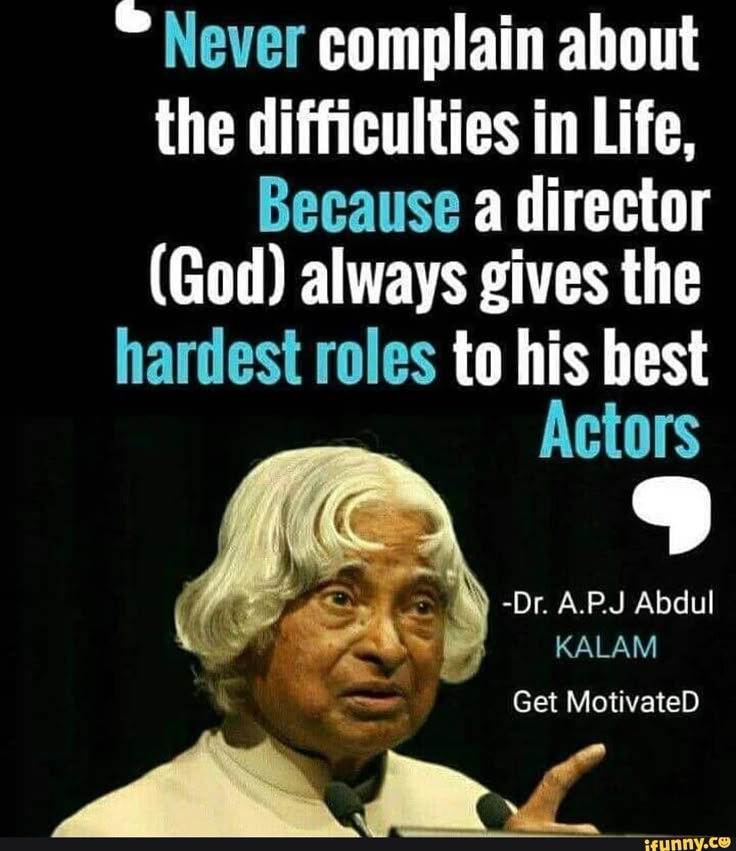 ‘ Never complain about
the difficulties in Life,
Because a director
(God) always gives the
hardest roles to his best
Actors
’
-Dr. A.P.J Abdul
KALAM
Get MotivateD
ifunny.co